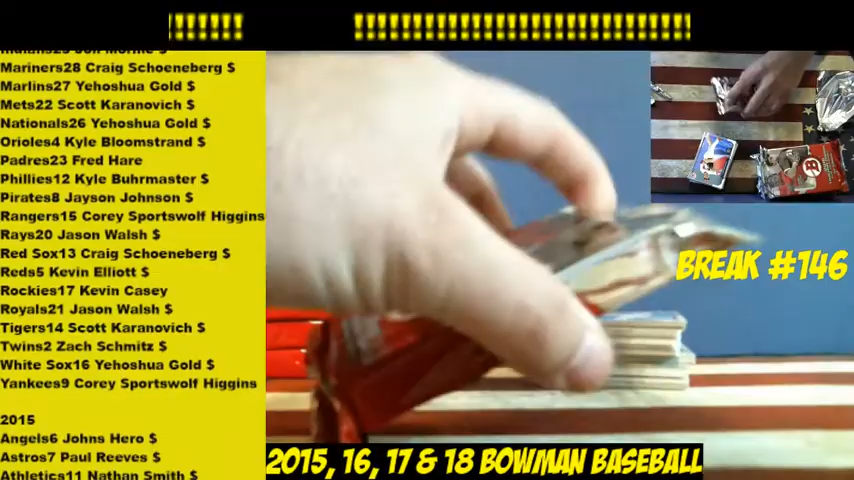 !!!!!! !!!!!!!!!!!!!!!!!!!!!!!!!!!
Mariners28 Craig Schoeneberg $
Marlins27 Yehoshua Gold $
Mets22 Scott Karanovich $
Nationals26 Yehoshua Gold $
Orioles4 Kyle Bloomstrand $
Padres23 Fred Hare
Phillies12 Kyle Buhrmaster $
Pirates8 Jayson Johnson $
Rangers15 Corey Sportswolf Higgins
Rays20 Jason Walsh $
Red Sox13 Craig Schoeneberg $
Reds5 Kevin Elliott $
Rockies17 Kevin Casey
Royals21 Jason Walsh $
Tigers14 Scott Karanovich $
Twins2 Zach Schmitz $
White Sox16 Yehoshua Gold $
Yankees9 Corey Sportswolf Higgins
2015
Angels6 Johns Hero $
Astros7 Paul Reeves $
Athletics11 Nathan Smith $
B
BREAK #146
2015, 16, 17 & 18 BOWMAN BASEBALL